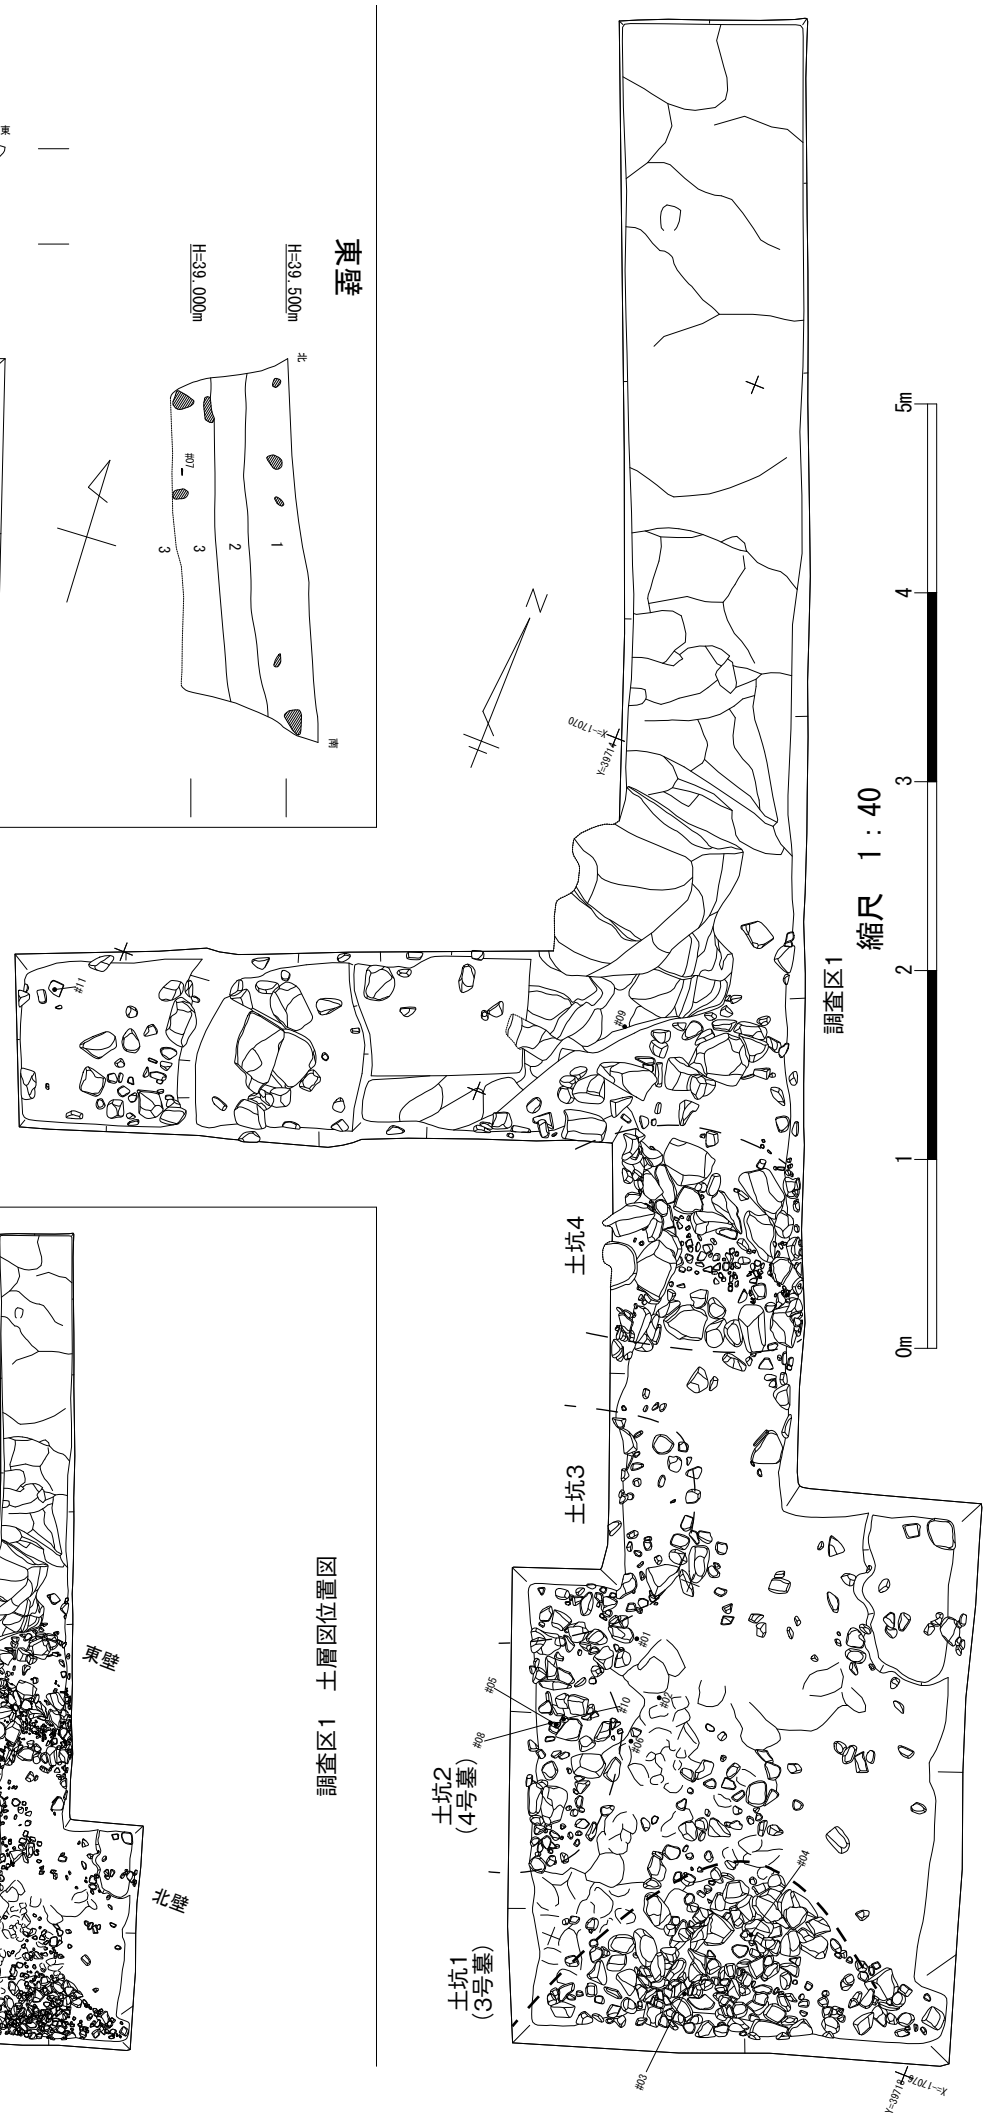 東
東壁
H=39.500m
H=39.000m
北
南
#07
1
2
3
3
N
X=-17070
Y=39714
5m
4
3
2
1
0m
縮尺 1:40
調査区1
#11
#09
土坑4
土坑3
#01
#02
#10
#06
#05
#08
土坑2
(4号墓)
#04
土坑1
(3号墓)
#03
調査区1 土層図位置図
東壁
北壁